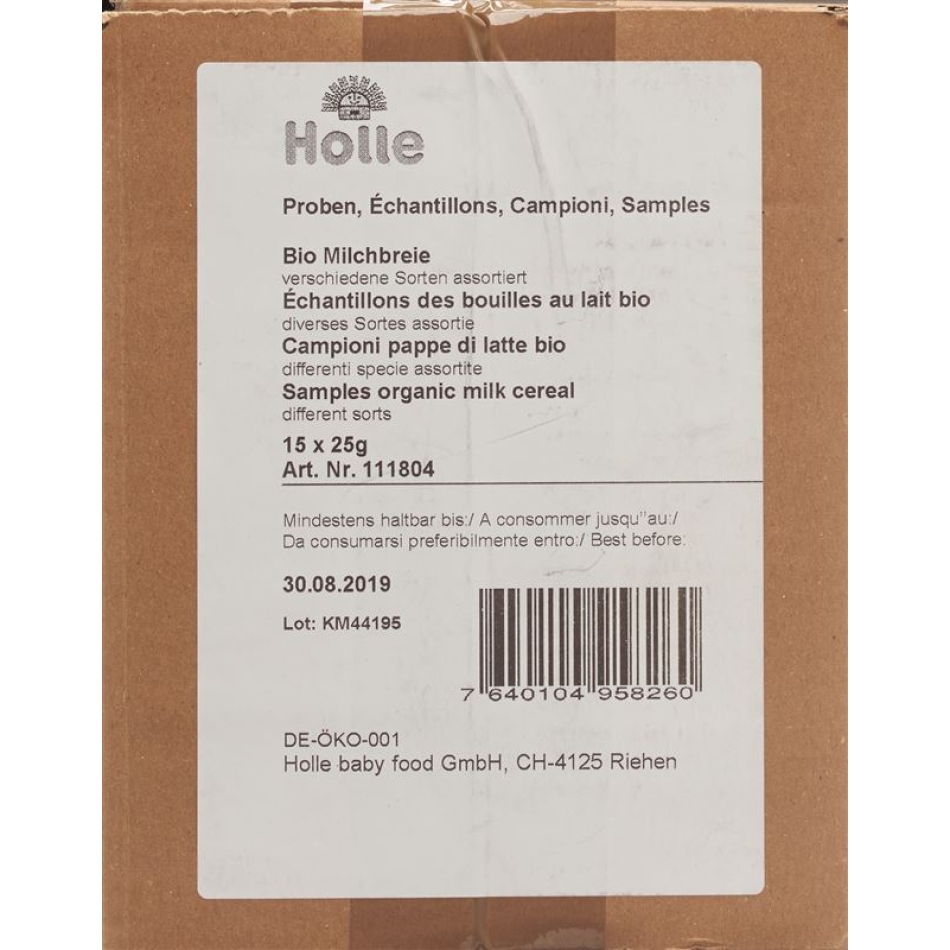 Holle
Proben, Échantillons, Campioni, Samples
Bio Milchbreie
verschiedene Sorten assortiert
Échantillons des bouilles au lait bio
diverses Sortes assortie
Campioni pappe di latte bio
differenti specie assortite
Samples organic milk cereal
different sorts
15 x 25g
Art. Nr. 111804
Mindestens haltbar bis:/ A consommer jusqu"au:/
Da consumarsi preferibilmente entro:/ Best before:
30.08.2019
Lot: KM44195
7 640104 958260
DE-ÖKO-001
Holle baby food GmbH, CH-4125 Riehen